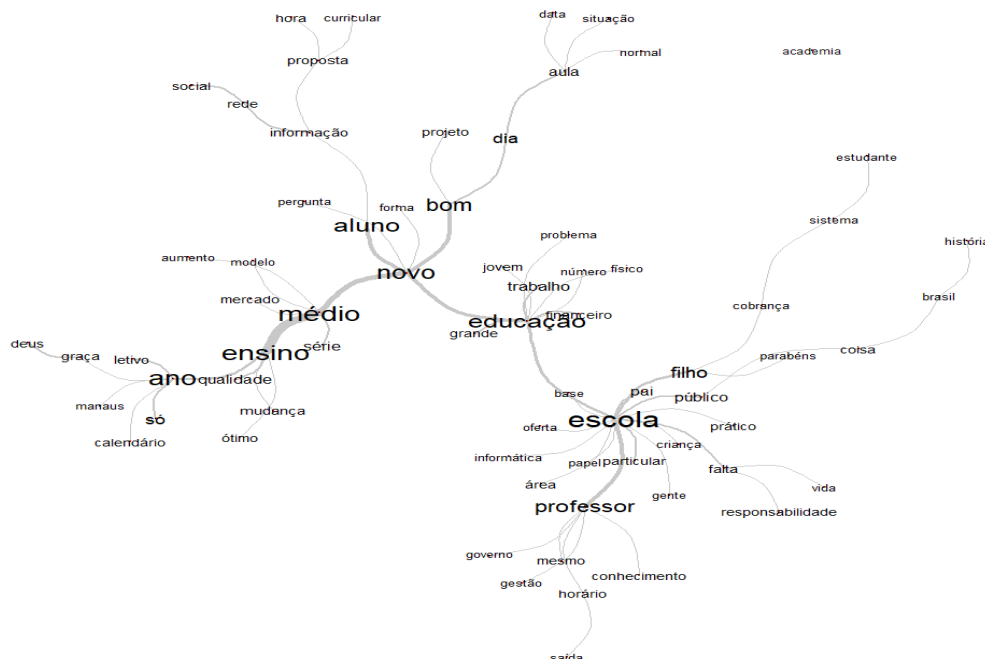 data
situação
hora
curricular
normal
academia
proposta
aula
social
rede
informação
projeto
dia
estudante
pergunta
forma
bom
aluno
sistema
problema
história
aumento
modelo
novo
jovem
número
físico
trabalho
mercado
brasil
cobrança
médio
educação
financeiro
grande
série
deus
graça
letivo
ensino
parabéns
coisa
ano
qualidade
filho
pai
base
público
manaus
só
mudança
escola
oferta
prático
calendário
ótimo
criança
informática
papel
particular
falta
área
gente
vida
professor
responsabilidade
governo
mesmo
gestão
conhecimento
horário
saída